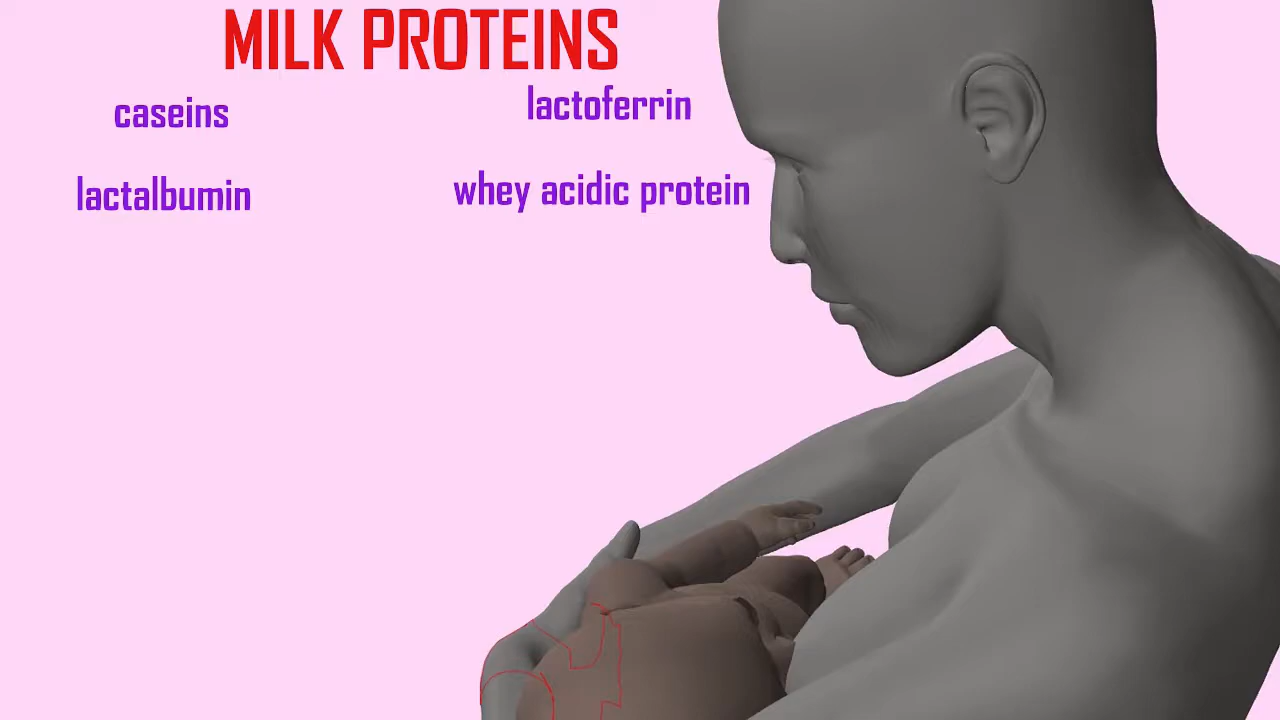 MILK PROTEINS
caseins
lactoferrin
lactalbumin
whey acidic protein